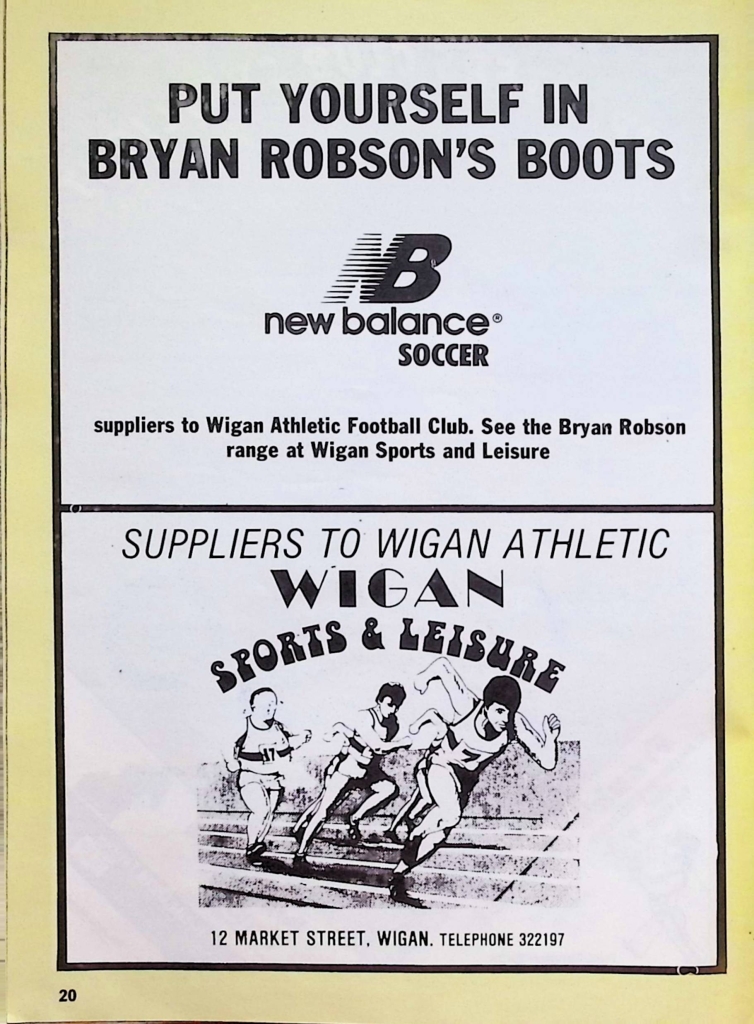 PUT YOURSELF IN
BRYAN ROBSON'S BOOTS
NB
new balance®
SOCCER
suppliers to Wigan Athletic Football Club. See the Bryan Robson
range at Wigan Sports and Leisure
SUPPLIERS TO WIGAN ATHLETIC
WIGAN
SPORTS & LEISURE
17
12 MARKET STREET, WIGAN. TELEPHONE 322197
20